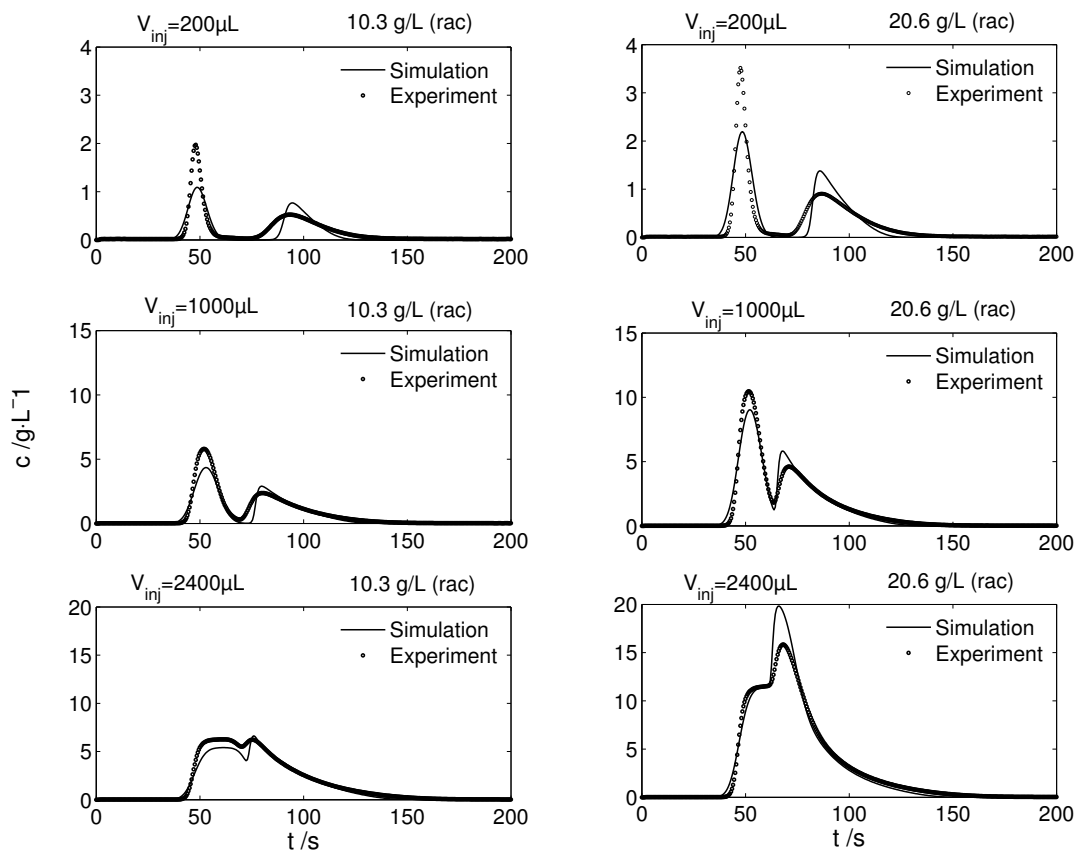 V_inj=200µL 10.3 g/L (rac)
4
3
2
1
0
Simulation
Experiment
0 50 100 150 200
V_inj=200µL 20.6 g/L (rac)
4
3
2
1
0
Simulation
Experiment
0 50 100 150 200
V_inj=1000µL 10.3 g/L (rac)
15
10
5
0
Simulation
Experiment
0 50 100 150 200
c /g·L⁻1
V_inj=1000µL 20.6 g/L (rac)
15
10
5
0
Simulation
Experiment
0 50 100 150 200
V_inj=2400µL 10.3 g/L (rac)
20
15
10
5
0
Simulation
Experiment
0 50 100 150 200
t /s
V_inj=2400µL 20.6 g/L (rac)
20
15
10
5
0
Simulation
Experiment
0 50 100 150 200
t /s